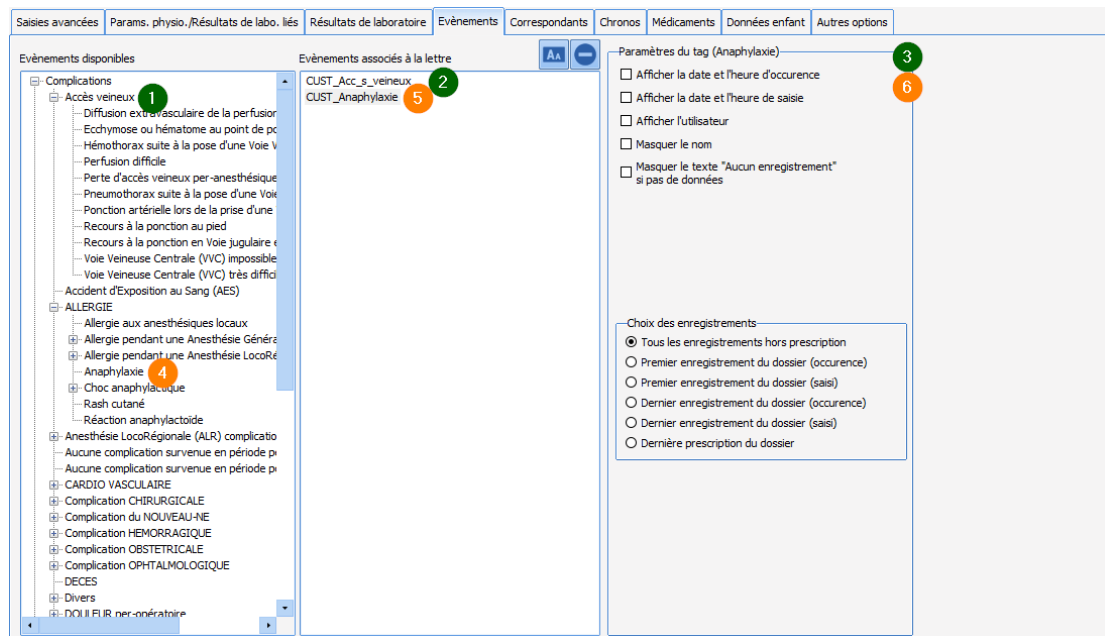 Saisies avancées Params. physio./Résultats de labo. liés Résultats de laboratoire Evènements Correspondants Chronos Médicaments Données enfant Autres options
Evènements disponibles
Complications
Accès veineux 1
Diffusion extravasculaire de la perfusion
Ecchymose ou hématome au point de po
Hémothorax suite à la pose d'une Voie V
Perfusion difficile
Perte d'accès veineux per-anesthésique
Pneumothorax suite à la pose d'une Voie
Ponction artérielle lors de la prise d'une
Recours à la ponction au pied
Recours à la ponction en Voie jugulaire e
Voie Veineuse Centrale (VVC) impossible
Voie Veineuse Centrale (VVC) très diffici
Accident d'Exposition au Sang (AES)
ALLERGIE
Allergie aux anesthésiques locaux
Allergie pendant une Anesthésie Généra
Allergie pendant une Anesthésie LocoRé
Anaphylaxie 4
Choc anaphylactique
Rash cutané
Réaction anaphylactoïde
Anesthésie LocoRégionale (ALR) complicatio
Aucune complication survenue en période pe
Aucune complication survenue en période po
CARDIO VASCULAIRE
Complication CHIRURGICALE
Complication du NOUVEAU-NE
Complication HEMORRAGIQUE
Complication OBSTETRICALE
Complication OPHTALMOLOGIQUE
DECES
Divers
DOULEUR per-opératoire
Evènements associés à la lettre
AA
CUST_Acc_s_veineux 2
CUST_Anaphylaxie 5
Paramètres du tag (Anaphylaxie) 3
Afficher la date et l'heure d'occurence 6
Afficher la date et l'heure de saisie
Afficher l'utilisateur
Masquer le nom
Masquer le texte "Aucun enregistrement"
si pas de données
Choix des enregistrements
Tous les enregistrements hors prescription
Premier enregistrement du dossier (occurence)
Premier enregistrement du dossier (saisi)
Dernier enregistrement du dossier (occurence)
Dernier enregistrement du dossier (saisi)
Dernière prescription du dossier